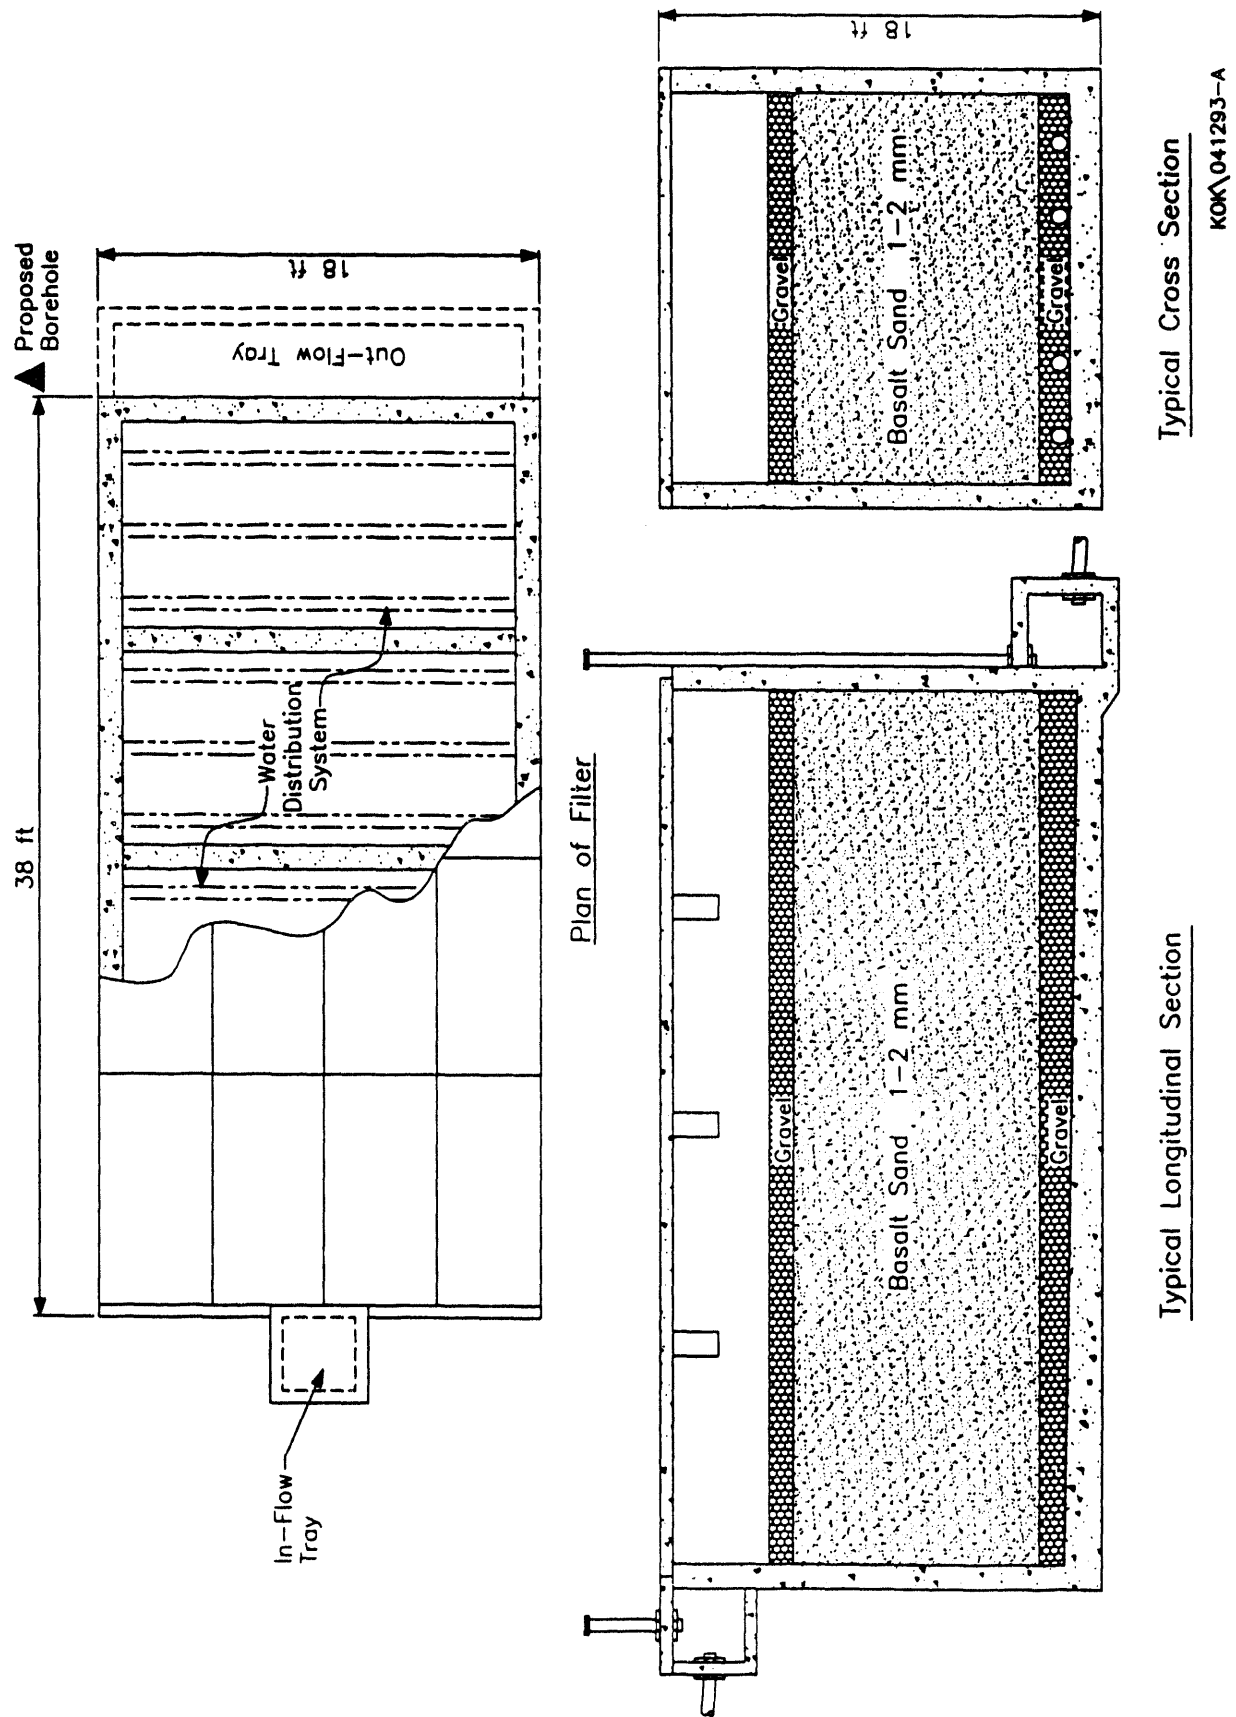 38 ft
Proposed
Borehole
18 ft
Out-Flow Tray
Water
Distribution
System
In-Flow
Tray
Plan of Filter
Gravel
Basalt Sand 1-2 mm
Gravel
Typical Longitudinal Section
18 ft
Gravel
Basalt Sand 1-2 mm
Gravel
Typical Cross Section
KOK\041293-A